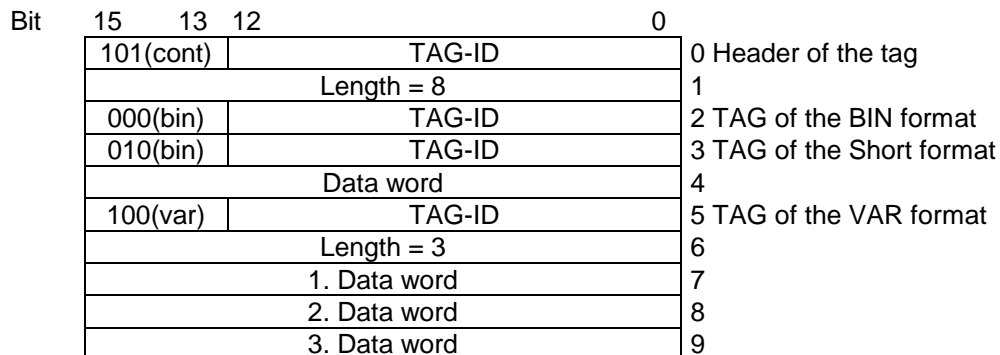 Bit 15 13 12 0
101(cont) TAG-ID 0 Header of the tag
Length = 8 1
000(bin) TAG-ID 2 TAG of the BIN format
010(bin) TAG-ID 3 TAG of the Short format
Data word 4
100(var) TAG-ID 5 TAG of the VAR format
Length = 3 6
1. Data word 7
2. Data word 8
3. Data word 9